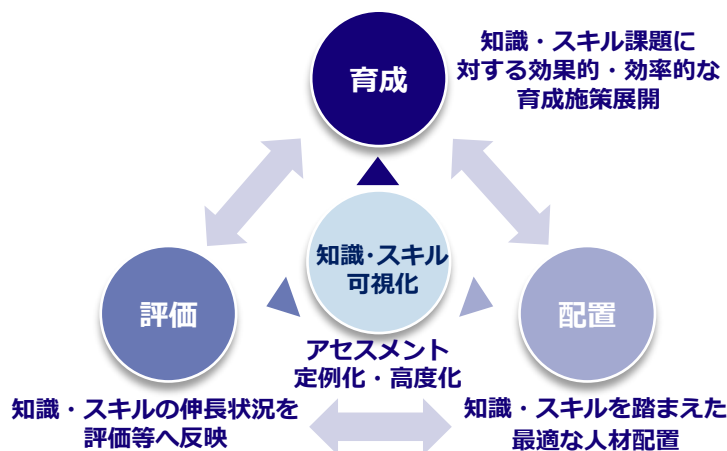 育成
知識・スキル課題に
対する効果的・効率的な
育成施策展開
知識･スキル
可視化
評価
配置
アセスメント
定例化・高度化
知識・スキルの伸長状況を
評価等へ反映
知識・スキルを踏まえた
最適な人材配置